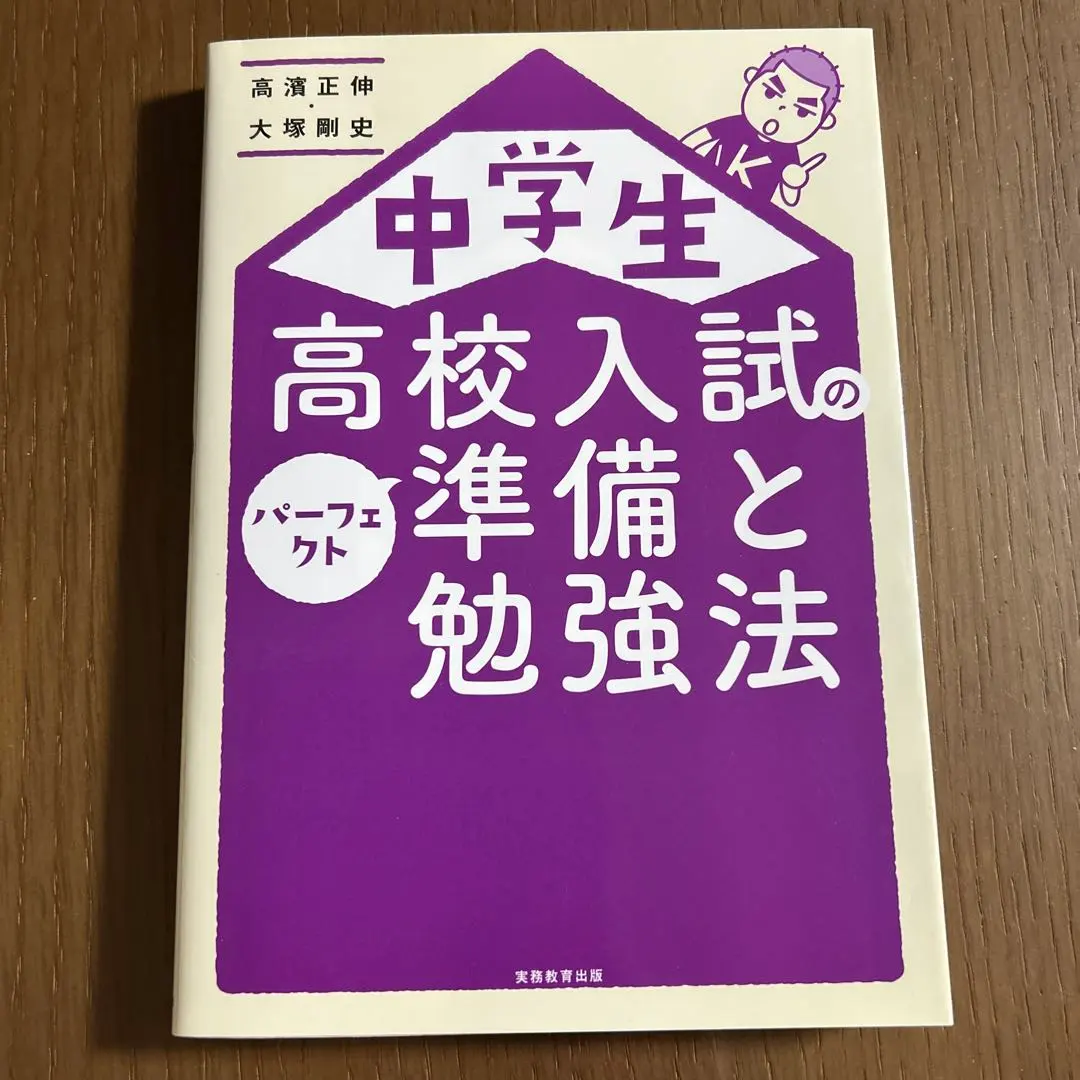 高濱正伸
・
大塚剛史
K
中学生
高校入試の
パーフェ
クト
準備と
勉強法
実務教育出版